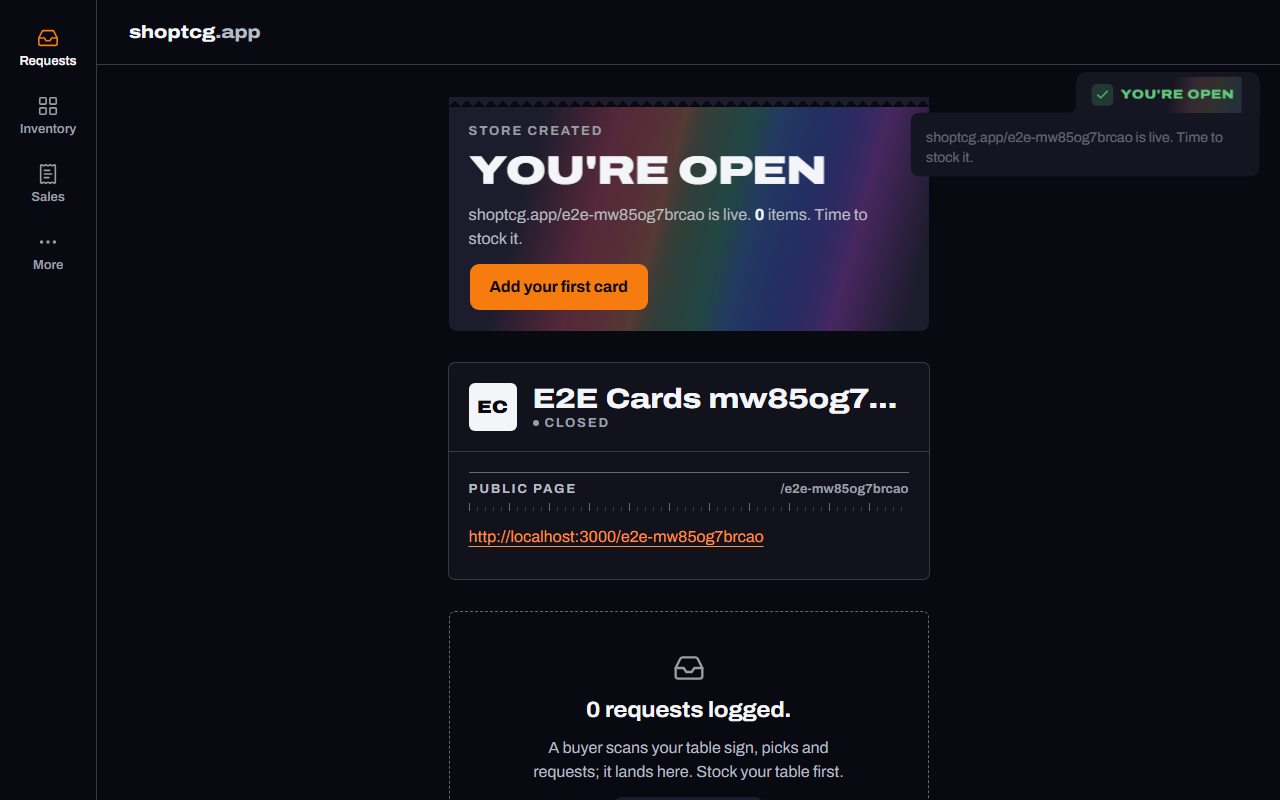 shoptcg.app
Requests
Inventory
Sales
More
YOU'RE OPEN
shoptcg.app/e2e-mw85og7brcao is live. Time to
stock it.
STORE CREATED
YOU'RE OPEN
shoptcg.app/e2e-mw85og7brcao is live. 0 items. Time to
stock it.
Add your first card
EC
E2E Cards mw85og7...
CLOSED
PUBLIC PAGE
/e2e-mw85og7brcao
http://localhost:3000/e2e-mw85og7brcao
0 requests logged.
A buyer scans your table sign, picks and
requests; it lands here. Stock your table first.